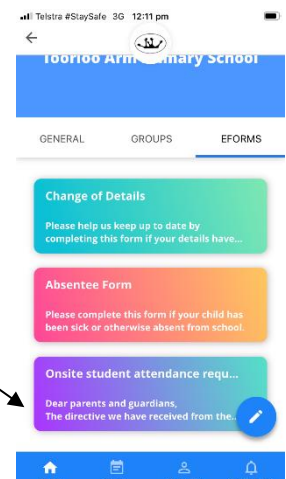 Telstra #StaySafe 3G 12:11 pm
Toorloo Arm Primary School
GENERAL GROUPS EFORMS
Change of Details
Please help us keep up to date by
completing this form if your details have...
Absentee Form
Please complete this form if your child has
been sick or otherwise absent from school.
Onsite student attendance requ...
Dear parents and guardians,
The directive we have received from the...